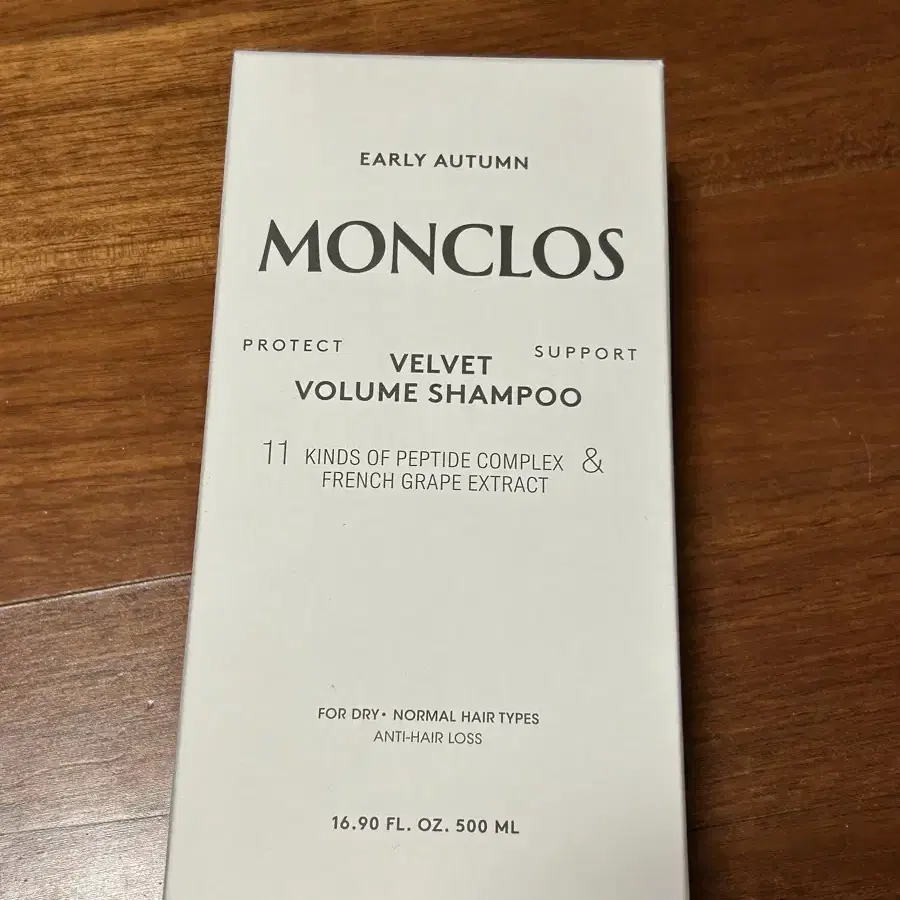 EARLY AUTUMN
MONCLOS
PROTECT
SUPPORT
VELVET
VOLUME SHAMPOO
11 KINDS OF PEPTIDE COMPLEX &
FRENCH GRAPE EXTRACT
FOR DRY• NORMAL HAIR TYPES
ANTI-HAIR LOSS
16.90 FL. OZ. 500 ML